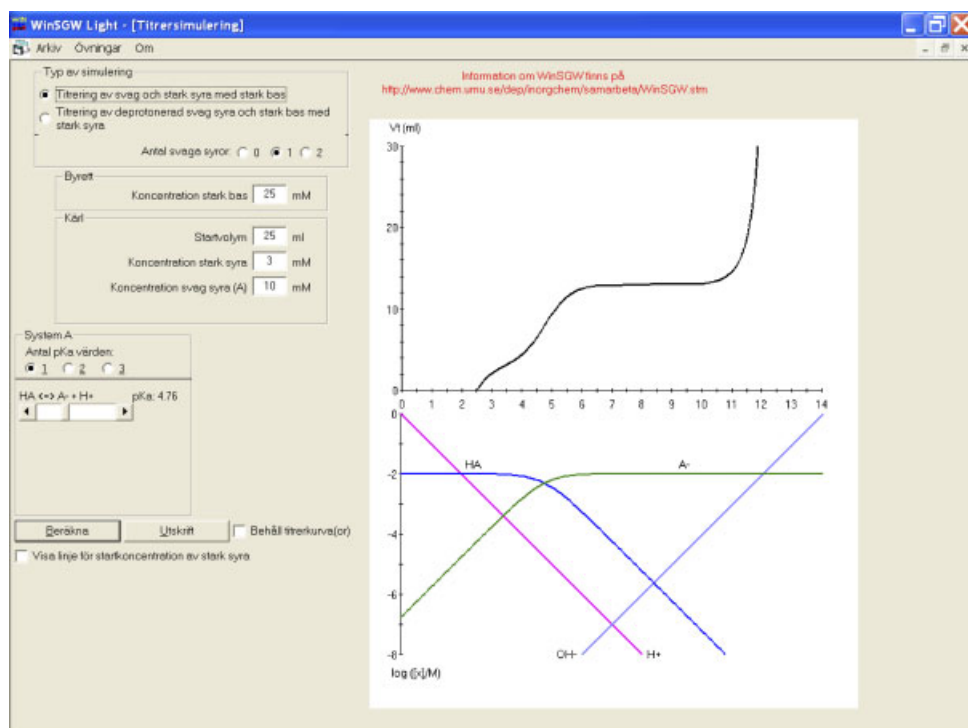 WinSGW Light - [Titrersimulering]
Arkiv Övningar Om
Typ av simulering
Titrering av svag och stark syra med stark bas
Titrering av deprotonerad svag syra och stark bas med
stark syra
Antal svaga syror: 0 1 2
Byrett
Koncentration stark bas 25 mM
Kärl
Startvolym 25 ml
Koncentration stark syra 3 mM
Koncentration svag syra (A) 10 mM
System A
Antal pKa värden:
1 2 3
HA <=> A- + H+ pKa: 4.76
Beräkna Utskrift Behåll titrerkurva(or)
Visa linje för startkoncentration av stark syra
Information om WinSGW finns på
http://www.chem.umu.se/dep/inorgchem/samarbeta/WinSGW.stm
Vt (ml)
30
20
10
0
0 1 2 3 4 5 6 7 8 9 10 11 12 13 14
0
HA A-
-2
-4
-6
-8
OH- H+
log ([x]/M)